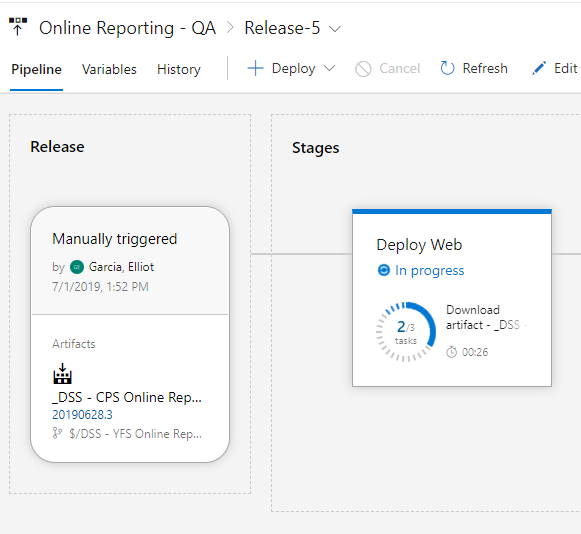 Online Reporting - QA > Release-5
Pipeline Variables History Deploy Cancel Refresh Edit
Release
Manually triggered
by GE Garcia, Elliot
7/1/2019, 1:52 PM
Artifacts
_DSS - CPS Online Rep...
20190628.3
$/DSS - YFS Online Rep...
Stages
Deploy Web
In progress
2/3
tasks
Download
artifact - _DSS -
00:26